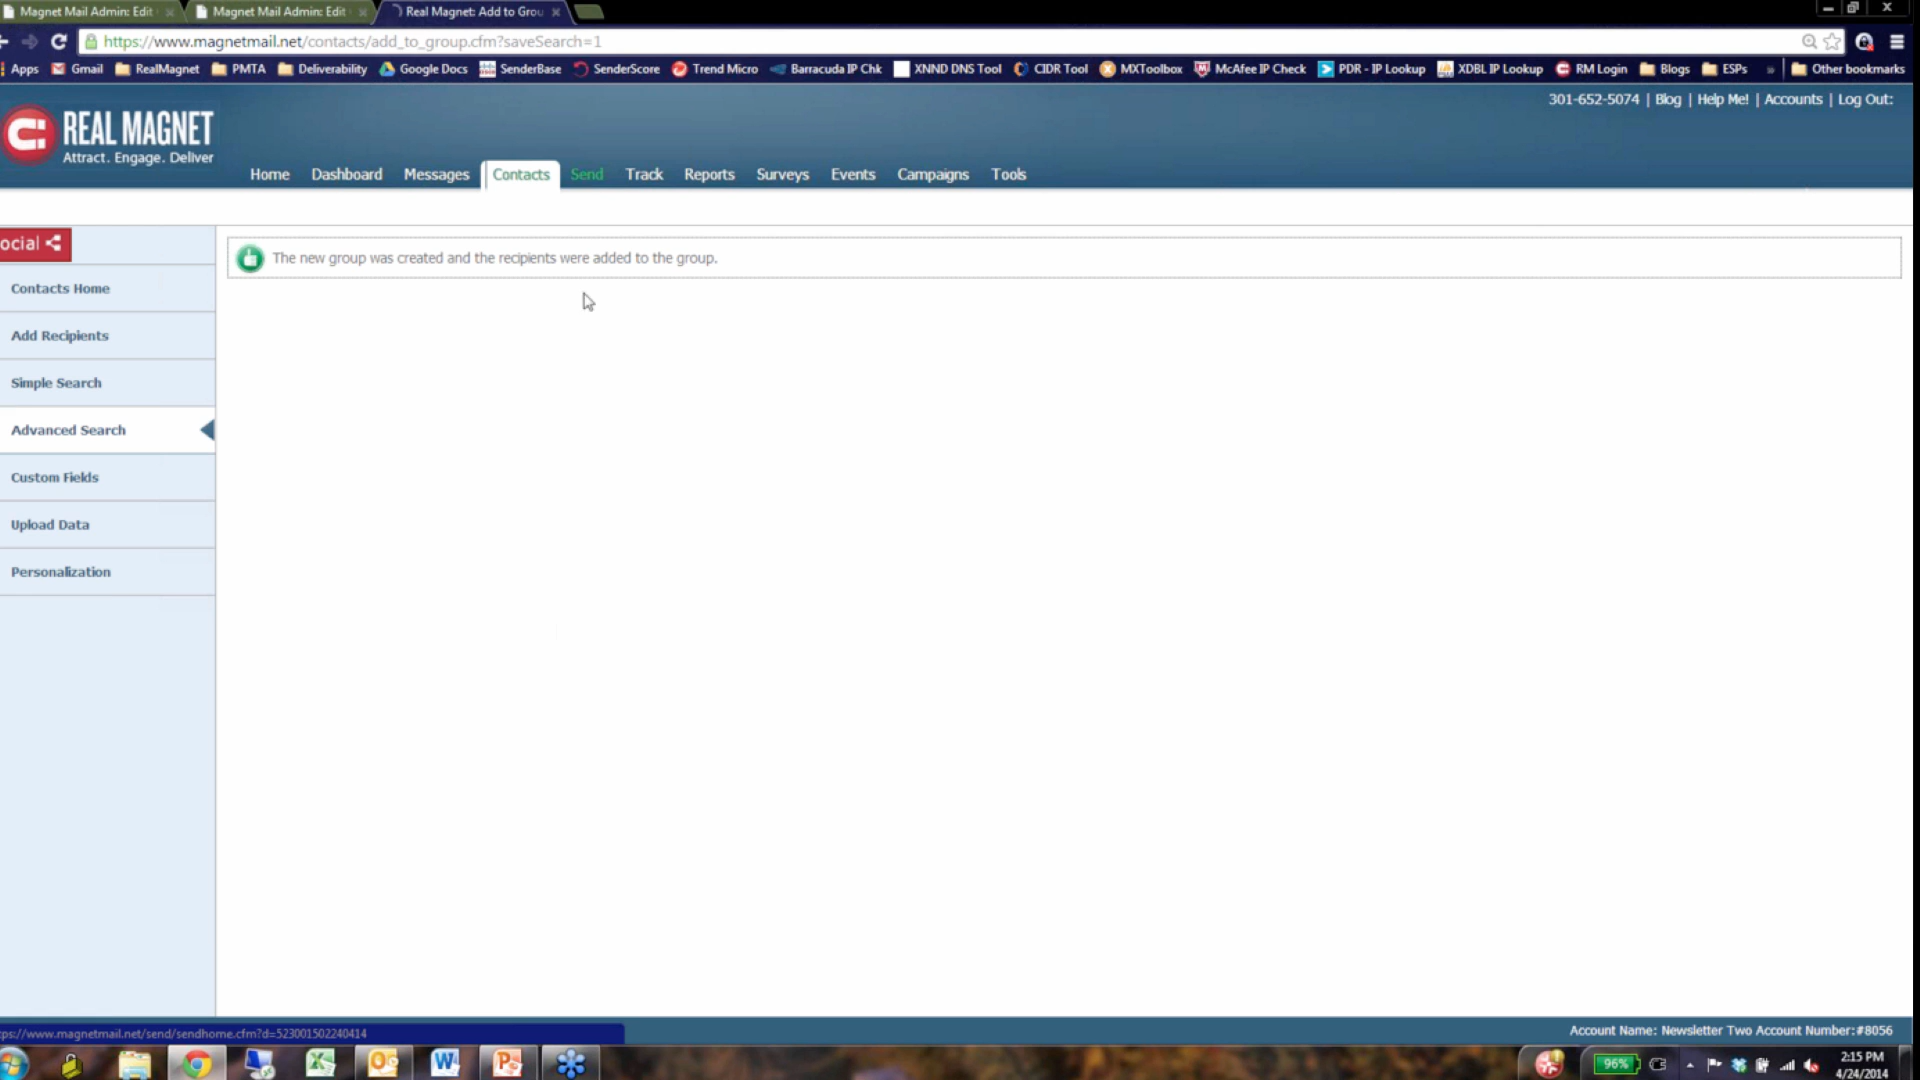 Magnet Mail Admin: Edit
Magnet Mail Admin: Edit
Real Magnet: Add to Grou
https://www.magnetmail.net/contacts/add_to_group.cfm?saveSearch=1
Apps Gmail RealMagnet PMTA Deliverability Google Docs SenderBase SenderScore Trend Micro Barracuda IP Chk XNND DNS Tool CIDR Tool MXToolbox McAfee IP Check PDR - IP Lookup XDBL IP Lookup RM Login Blogs ESPs » Other bookmarks
301-652-5074 | Blog | Help Me! | Accounts | Log Out:
REAL MAGNET
Attract. Engage. Deliver
Home Dashboard Messages Contacts Send Track Reports Surveys Events Campaigns Tools
ocial
The new group was created and the recipients were added to the group.
Contacts Home
Add Recipients
Simple Search
Advanced Search
Custom Fields
Upload Data
Personalization
ps://www.magnetmail.net/send/sendhome.cfm?d=523001502240414
Account Name: Newsletter Two Account Number:#8056
96%
2:15 PM
4/24/2014